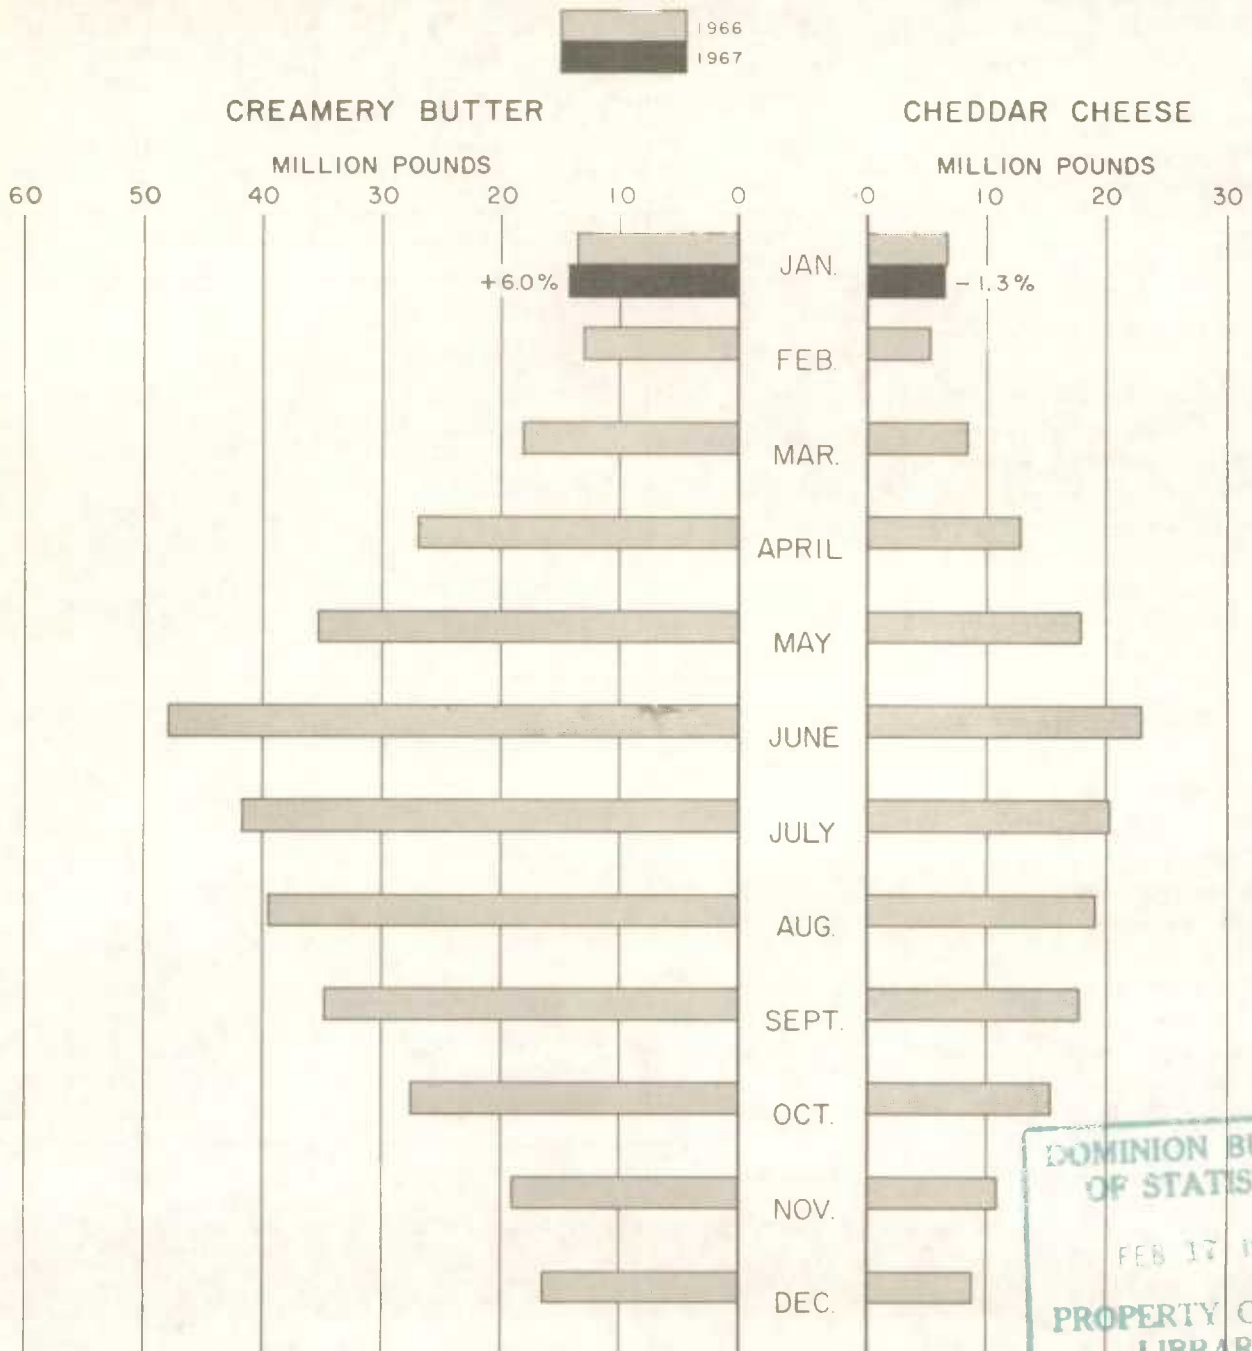 1966
1967
CREAMERY BUTTER
CHEDDAR CHEESE
MILLION POUNDS
MILLION POUNDS
60 50 40 30 20 10 0
0 10 20 30
JAN.
+6.0%
-1.3%
FEB.
MAR.
APRIL
MAY
JUNE
JULY
AUG.
SEPT.
OCT.
NOV.
DEC.
DOMINION
OF
FEB 17
PROPERTY